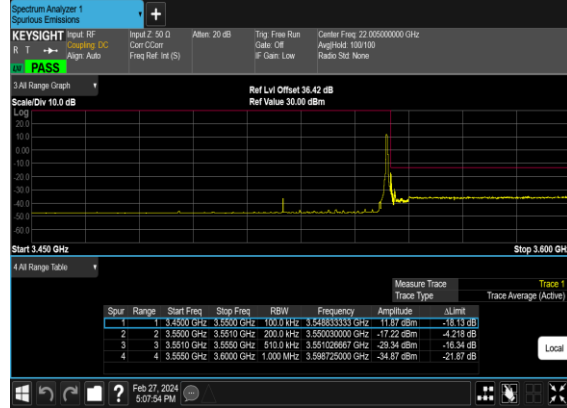 Spectrum Analyzer 1
Spurious Emissions
+
KEYSIGHT Input: RF Input Z: 50 Ω Atten: 20 dB Trig: Free Run Center Freq: 22.005000000 GHz
R T Coupling: DC Corr CCorr Gate: Off Avg|Hold: 100/100
Align: Auto Freq Ref: Int (S) IF Gain: Low Radio Std: None
LW PASS
3 All Range Graph
Ref Lvl Offset 36.42 dB
Scale/Div 10.0 dB Ref Value 30.00 dBm
Log
20.0
10.0
0.00
-10.0
-20.0
-30.0
-40.0
-50.0
-60.0
Start 3.450 GHz Stop 3.600 GH
4 All Range Table
Measure Trace Trace 1
Trace Type Trace Average (Active)
Spur Range Start Freq Stop Freq RBW Frequency Amplitude ΔLimit
1 1 3.4500 GHz 3.5500 GHz 100.0 kHz 3.548833333 GHz 11.87 dBm -18.13 dB
2 2 3.5500 GHz 3.5510 GHz 200.0 kHz 3.550030000 GHz -17.22 dBm -4.218 dB
3 3 3.5510 GHz 3.5550 GHz 510.0 kHz 3.551026667 GHz -29.34 dBm -16.34 dB
4 4 3.5550 GHz 3.6000 GHz 1.000 MHz 3.598725000 GHz -34.87 dBm -21.87 dB
Local
? Feb 27, 2024
5:07:54 PM